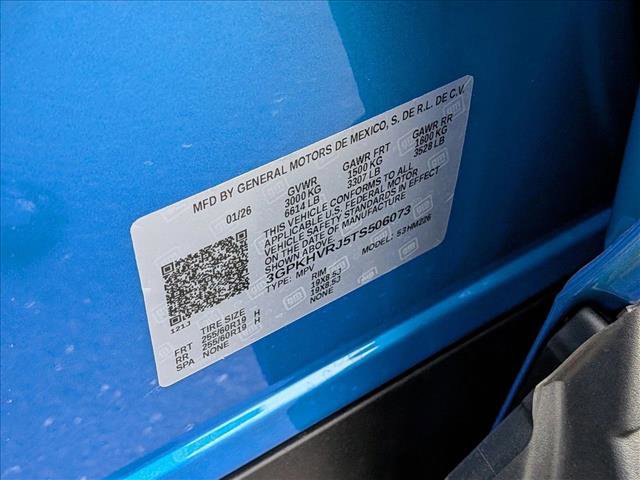 MFD BY GENERAL MOTORS DE MEXICO, S. DE R.L. DE C.V.
01/26 GVWR GAWR FRT GAWR RR
3000 KG 1500 KG 1600 KG
6614 LB 3307 LB 3528 LB
THIS VEHICLE CONFORMS TO ALL
APPLICABLE U.S. FEDERAL MOTOR
VEHICLE SAFETY STANDARDS IN EFFECT
ON THE DATE OF MANUFACTURE
SHOWN ABOVE
3GPKHVRJ5TS506073
TYPE: MPV MODEL: S3HM226
121J
TIRE SIZE RIM
FRT 255/60R19 H 19X8.5J
RR 255/60R19 H 19X8.5J
SPA NONE NONE